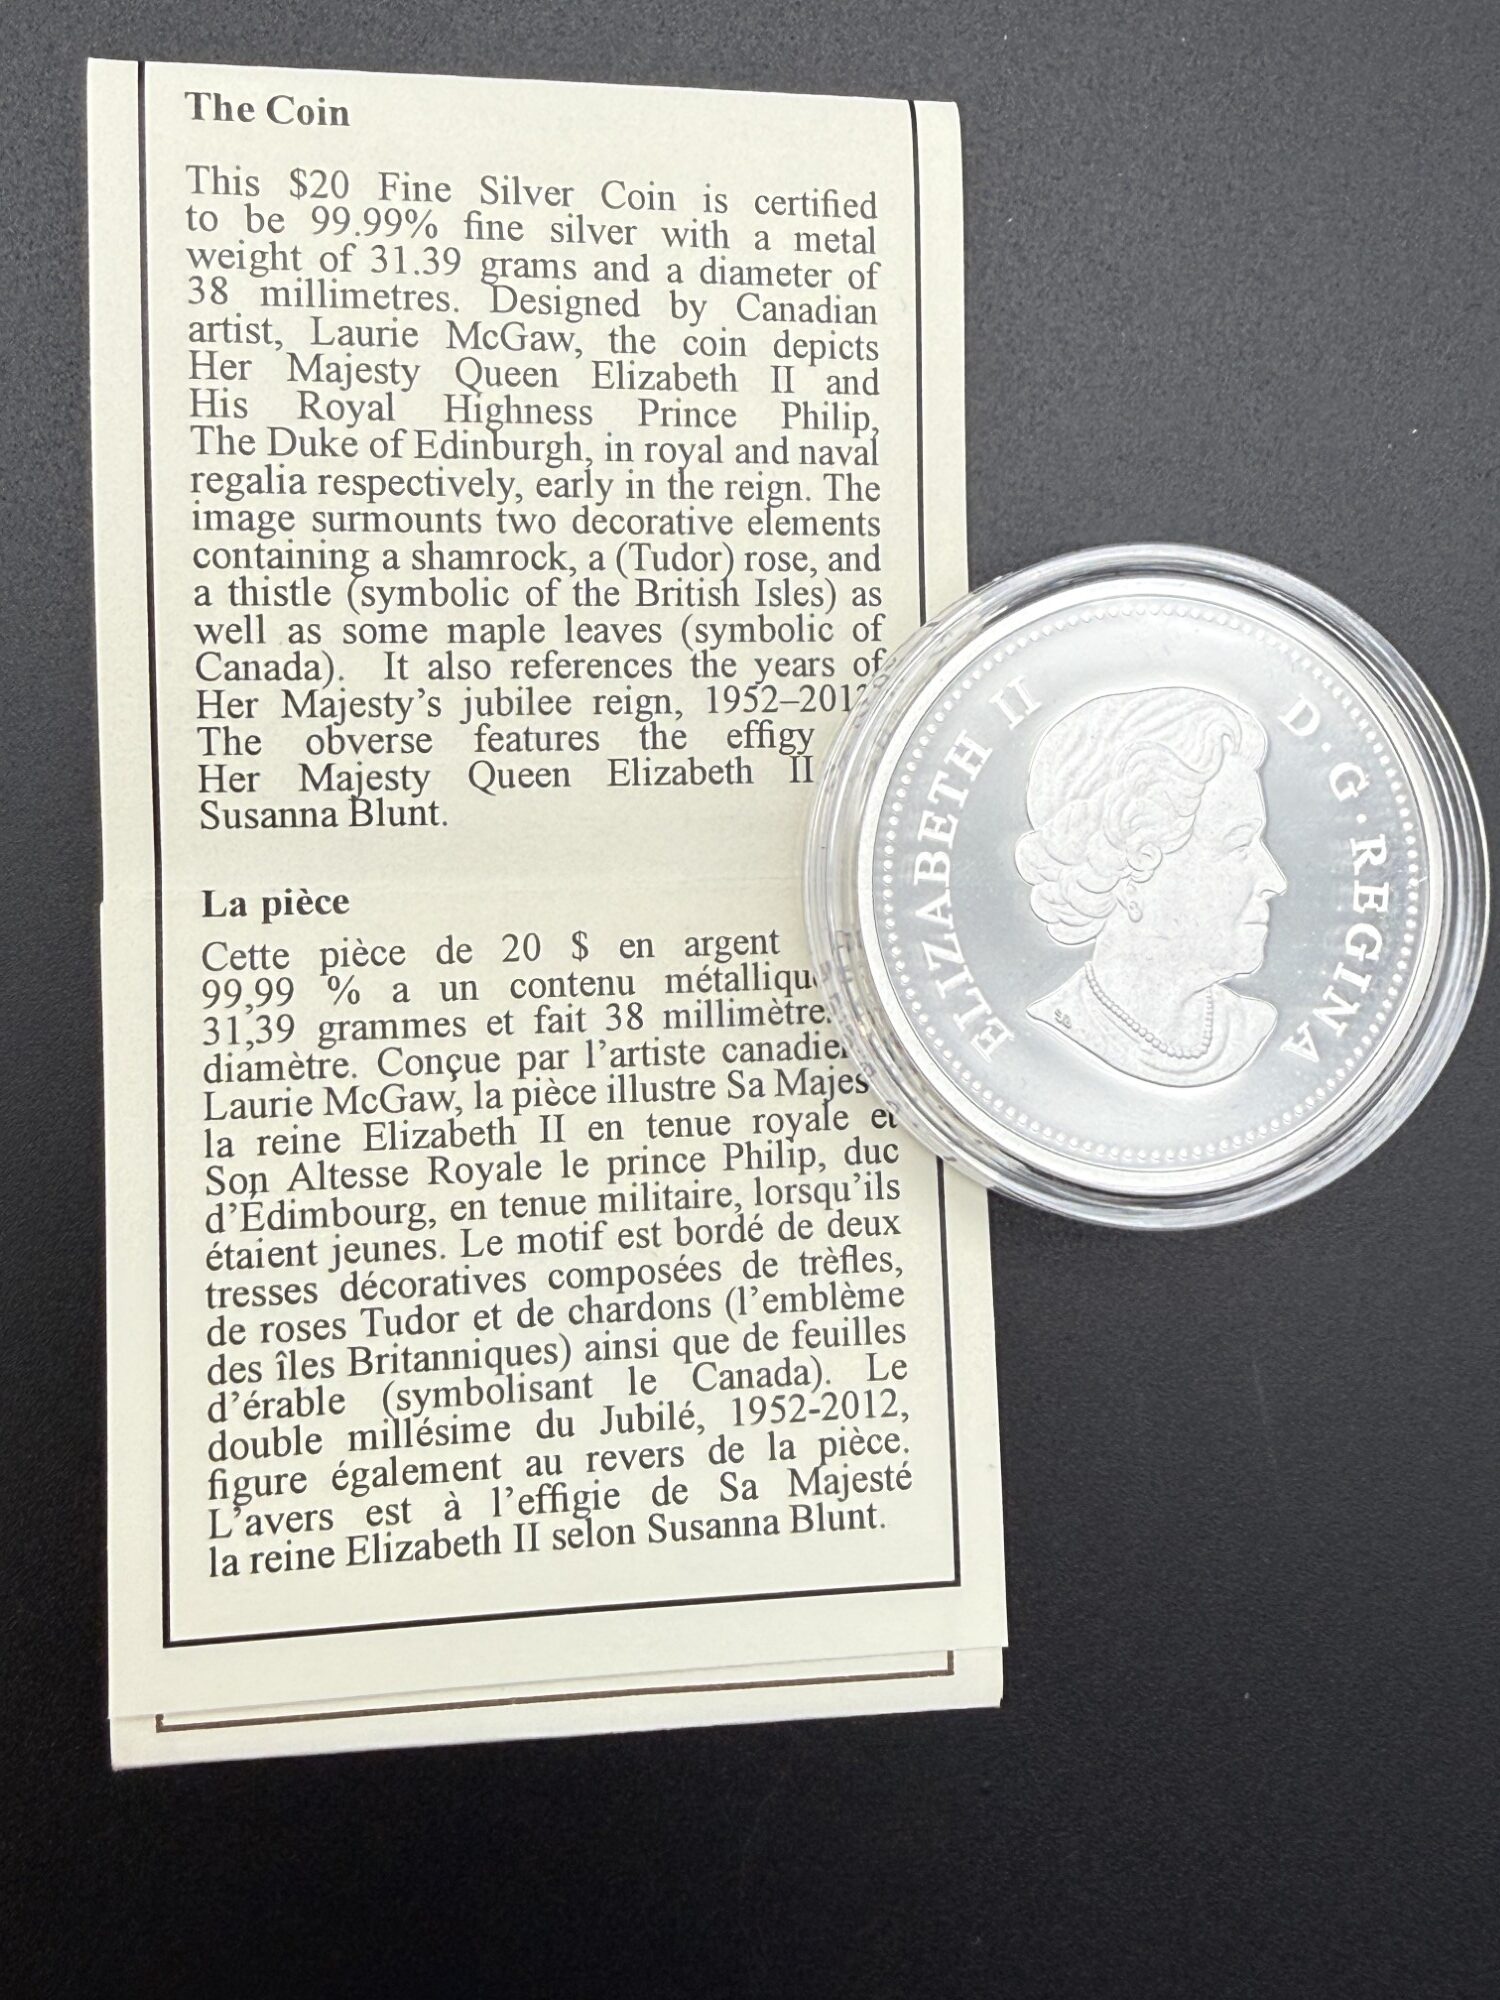 The Coin
This $20 Fine Silver Coin is certified
to be 99.99% fine silver with a metal
weight of 31.39 grams and a diameter of
38 millimetres. Designed by Canadian
artist, Laurie McGaw, the coin depicts
Her Majesty Queen Elizabeth II and
His Royal Highness Prince Philip,
The Duke of Edinburgh, in royal and naval
regalia respectively, early in the reign. The
image surmounts two decorative elements
containing a shamrock, a (Tudor) rose, and
a thistle (symbolic of the British Isles) as
well as some maple leaves (symbolic of
Canada). It also references the years of
Her Majesty's jubilee reign, 1952–201
The obverse features the effigy
Her Majesty Queen Elizabeth II
Susanna Blunt.
La pièce
Cette pièce de 20 $ en argent
99,99 % a un contenu métallique
31,39 grammes et fait 38 millimètre
diamètre. Conçue par l'artiste canadie
Laurie McGaw, la pièce illustre Sa Majes
la reine Elizabeth II en tenue royale et
Son Altesse Royale le prince Philip, duc
d'Édimbourg, en tenue militaire, lorsqu'ils
étaient jeunes. Le motif est bordé de deux
tresses décoratives composées de trèfles,
de roses Tudor et de chardons (l'emblème
des îles Britanniques) ainsi que de feuilles
d'érable (symbolisant le Canada). Le
double millésime du Jubilé, 1952-2012,
figure également au revers de la pièce.
L'avers est à l'effigie de Sa Majesté
la reine Elizabeth II selon Susanna Blunt.
ELIZABETH II D·G·REGINA